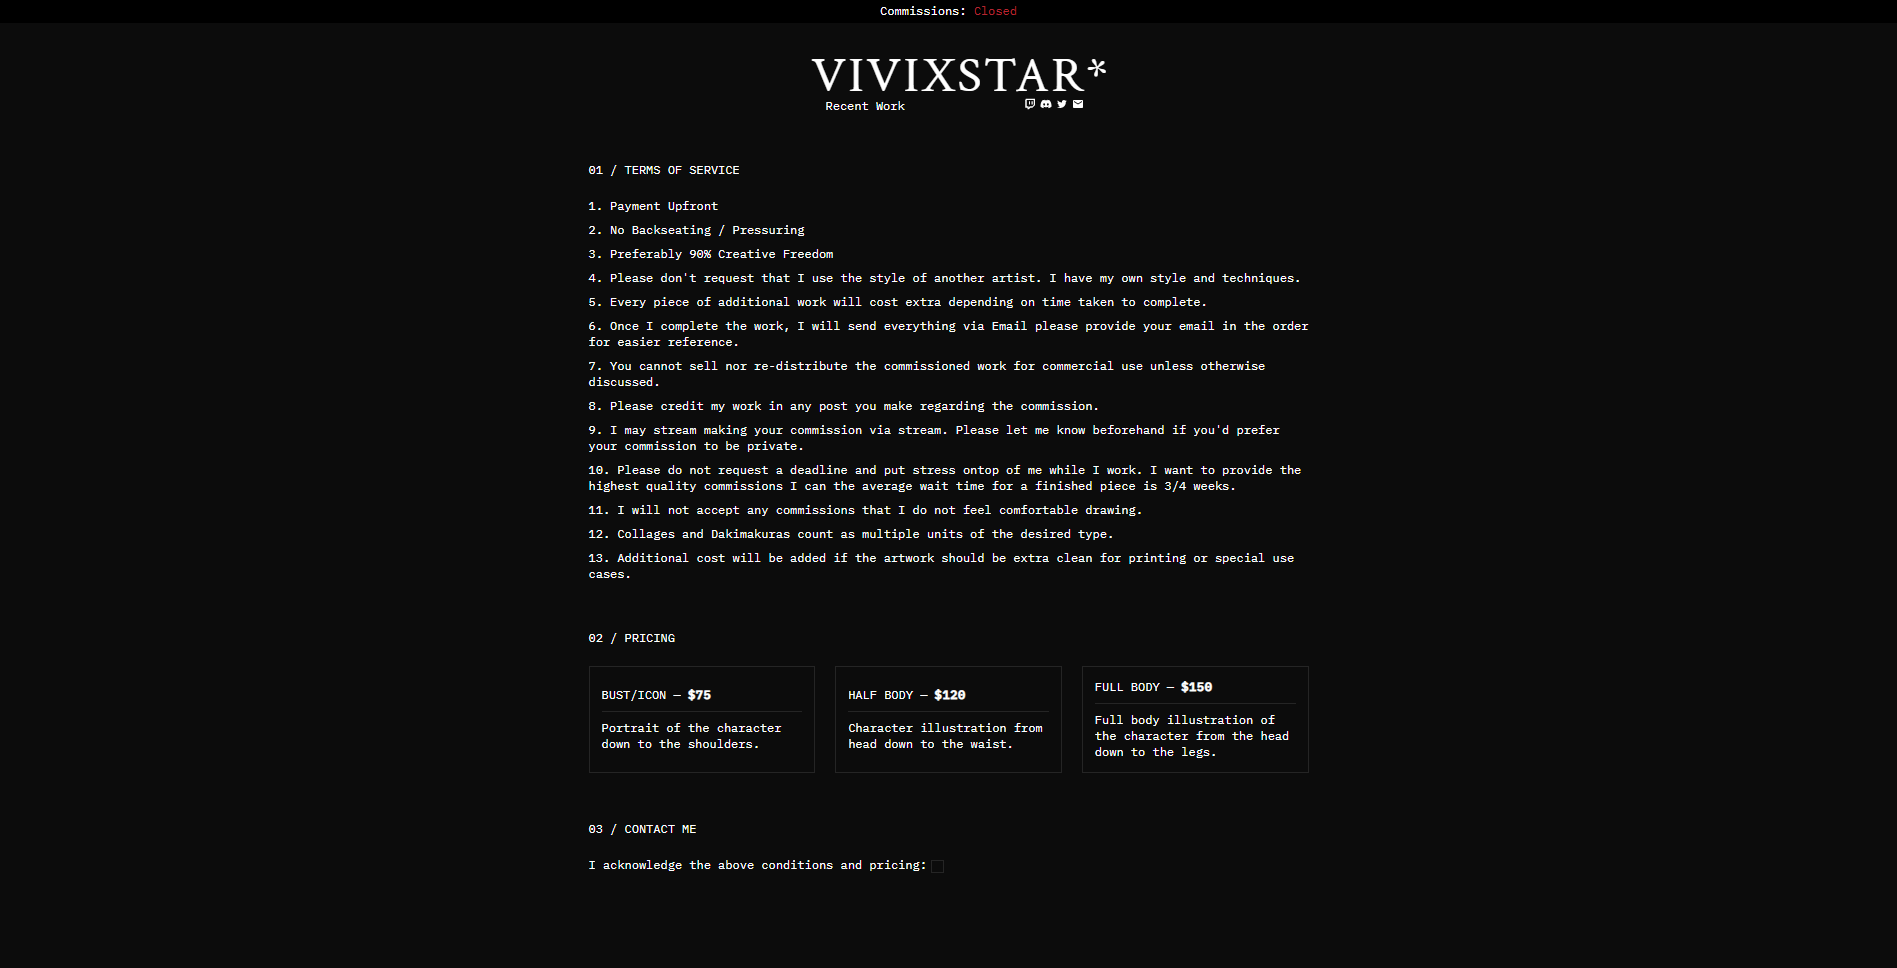 Commissions: Closed
VIVIXSTAR*
Recent Work
01 / TERMS OF SERVICE
1. Payment Upfront
2. No Backseating / Pressuring
3. Preferably 90% Creative Freedom
4. Please don't request that I use the style of another artist. I have my own style and techniques.
5. Every piece of additional work will cost extra depending on time taken to complete.
6. Once I complete the work, I will send everything via Email please provide your email in the order
for easier reference.
7. You cannot sell nor re-distribute the commissioned work for commercial use unless otherwise
discussed.
8. Please credit my work in any post you make regarding the commission.
9. I may stream making your commission via stream. Please let me know beforehand if you'd prefer
your commission to be private.
10. Please do not request a deadline and put stress ontop of me while I work. I want to provide the
highest quality commissions I can the average wait time for a finished piece is 3/4 weeks.
11. I will not accept any commissions that I do not feel comfortable drawing.
12. Collages and Dakimakuras count as multiple units of the desired type.
13. Additional cost will be added if the artwork should be extra clean for printing or special use
cases.
02 / PRICING
BUST/ICON — $75
Portrait of the character
down to the shoulders.
HALF BODY — $120
Character illustration from
head down to the waist.
FULL BODY — $150
Full body illustration of
the character from the head
down to the legs.
03 / CONTACT ME
I acknowledge the above conditions and pricing: